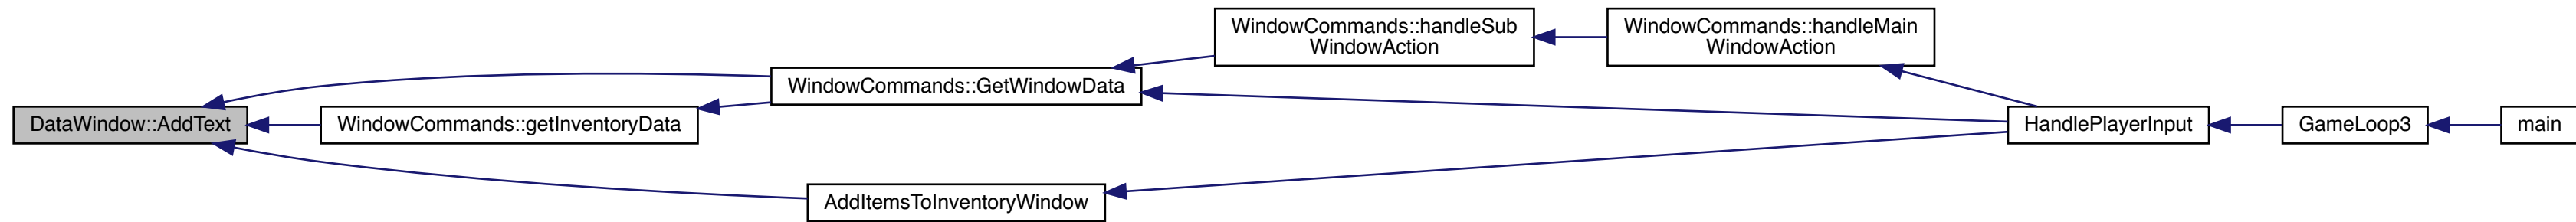 DataWindow::AddText
WindowCommands::getInventoryData
WindowCommands::GetWindowData
AddItemsToInventoryWindow
WindowCommands::handleSub
WindowAction
WindowCommands::handleMain
WindowAction
HandlePlayerInput
GameLoop3
main